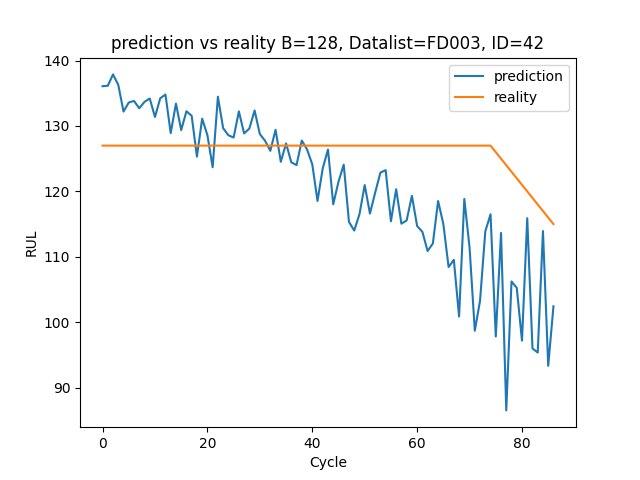 prediction vs reality B=128, Datalist=FD003, ID=42
prediction
reality
140
130
120
110
100
90
RUL
0
20
40
60
80
Cycle